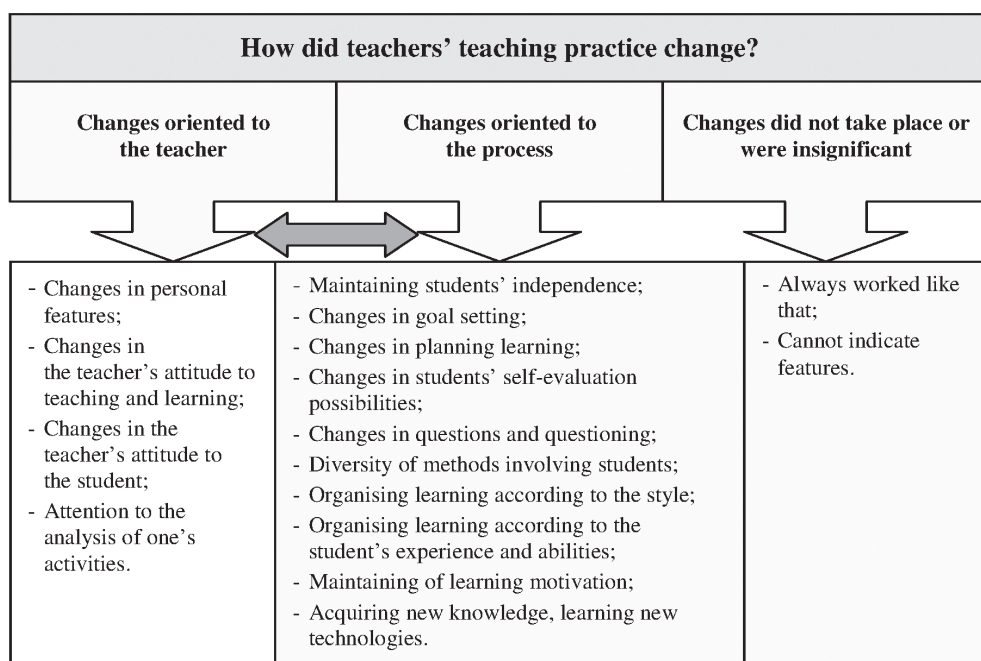 How did teachers’ teaching practice change?
Changes oriented to
the teacher
Changes oriented to
the process
Changes did not take place or
were insignificant
- Changes in personal
features;
- Changes in
the teacher’s attitude to
teaching and learning;
- Changes in the
teacher’s attitude to
the student;
- Attention to the
analysis of one’s
activities.
- Maintaining students’ independence;
- Changes in goal setting;
- Changes in planning learning;
- Changes in students’ self-evaluation
possibilities;
- Changes in questions and questioning;
- Diversity of methods involving students;
- Organising learning according to the style;
- Organising learning according to the
student’s experience and abilities;
- Maintaining of learning motivation;
- Acquiring new knowledge, learning new
technologies.
- Always worked like
that;
- Cannot indicate
features.